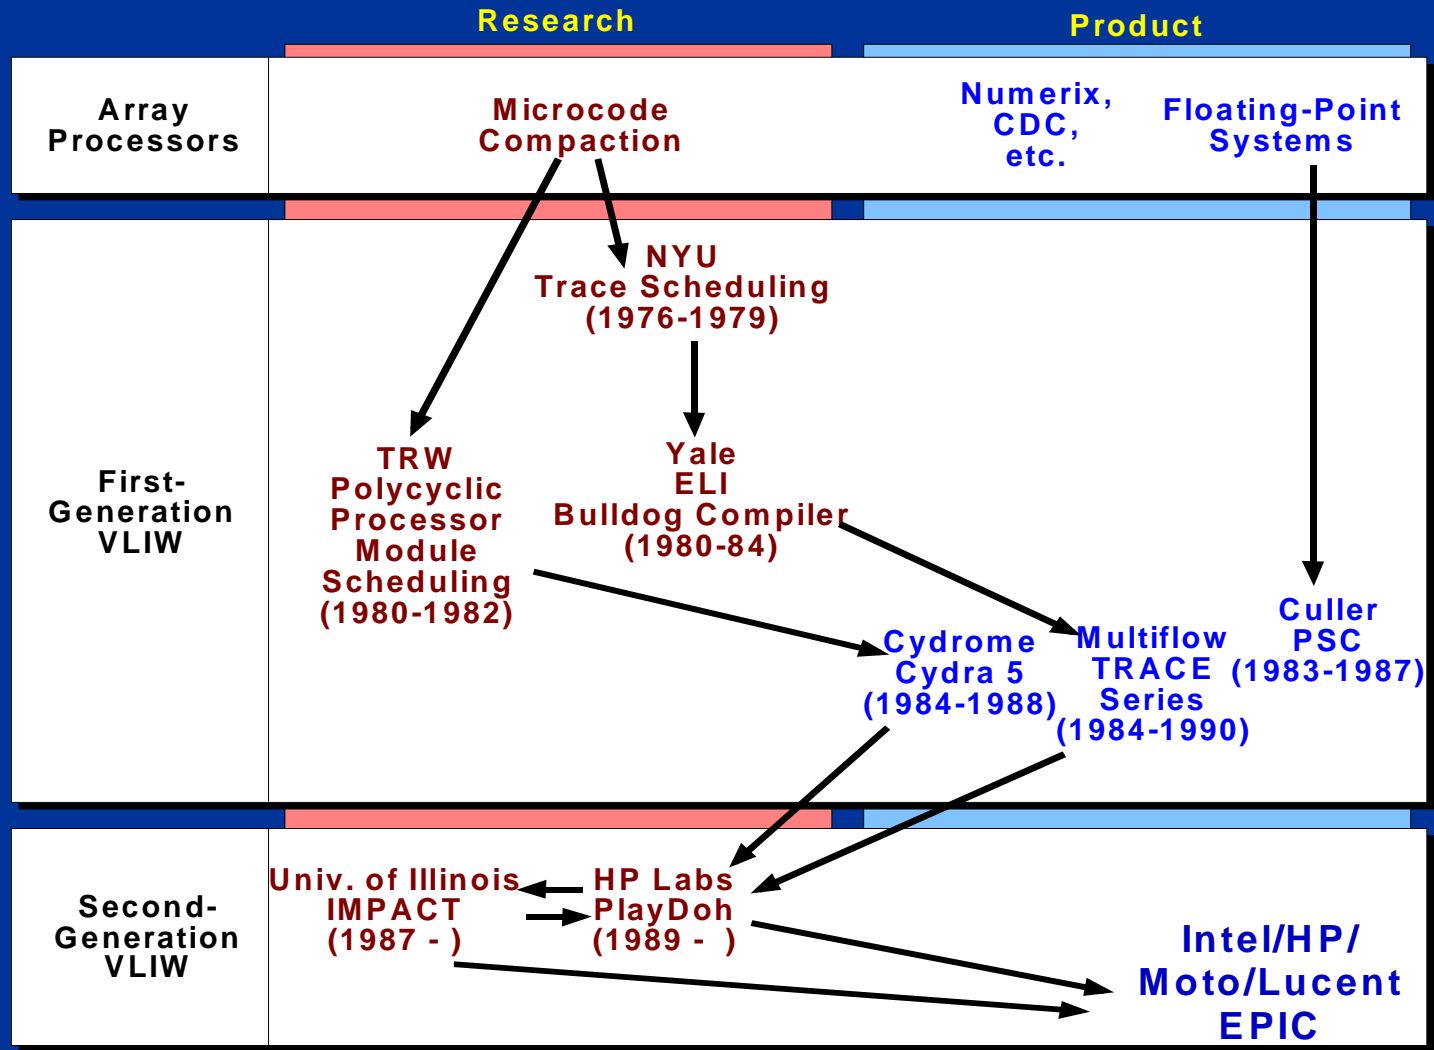 Research
Product
Array
Processors
Microcode
Compaction
Numerix,
CDC,
etc.
Floating-Point
Systems
First-
Generation
VLIW
NYU
Trace Scheduling
(1976-1979)
TRW
Polycyclic
Processor
Module
Scheduling
(1980-1982)
Yale
ELI
Bulldog Compiler
(1980-84)
Cydrome
Cydra 5
(1984-1988)
Multiflow
TRACE
Series
(1984-1990)
Culler
PSC
(1983-1987)
Second-
Generation
VLIW
Univ. of Illinois
IMPACT
(1987 - )
HP Labs
PlayDoh
(1989 - )
Intel/HP/
Moto/Lucent
EPIC